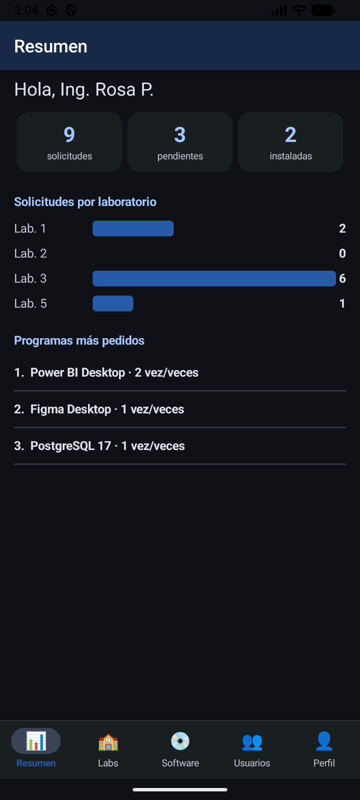 3:04
Resumen
Hola, Ing. Rosa P.
9
solicitudes
3
pendientes
2
instaladas
Solicitudes por laboratorio
Lab. 1 2
Lab. 2 0
Lab. 3 6
Lab. 5 1
Programas más pedidos
1. Power BI Desktop · 2 vez/veces
2. Figma Desktop · 1 vez/veces
3. PostgreSQL 17 · 1 vez/veces
Resumen
Labs
Software
Usuarios
Perfil